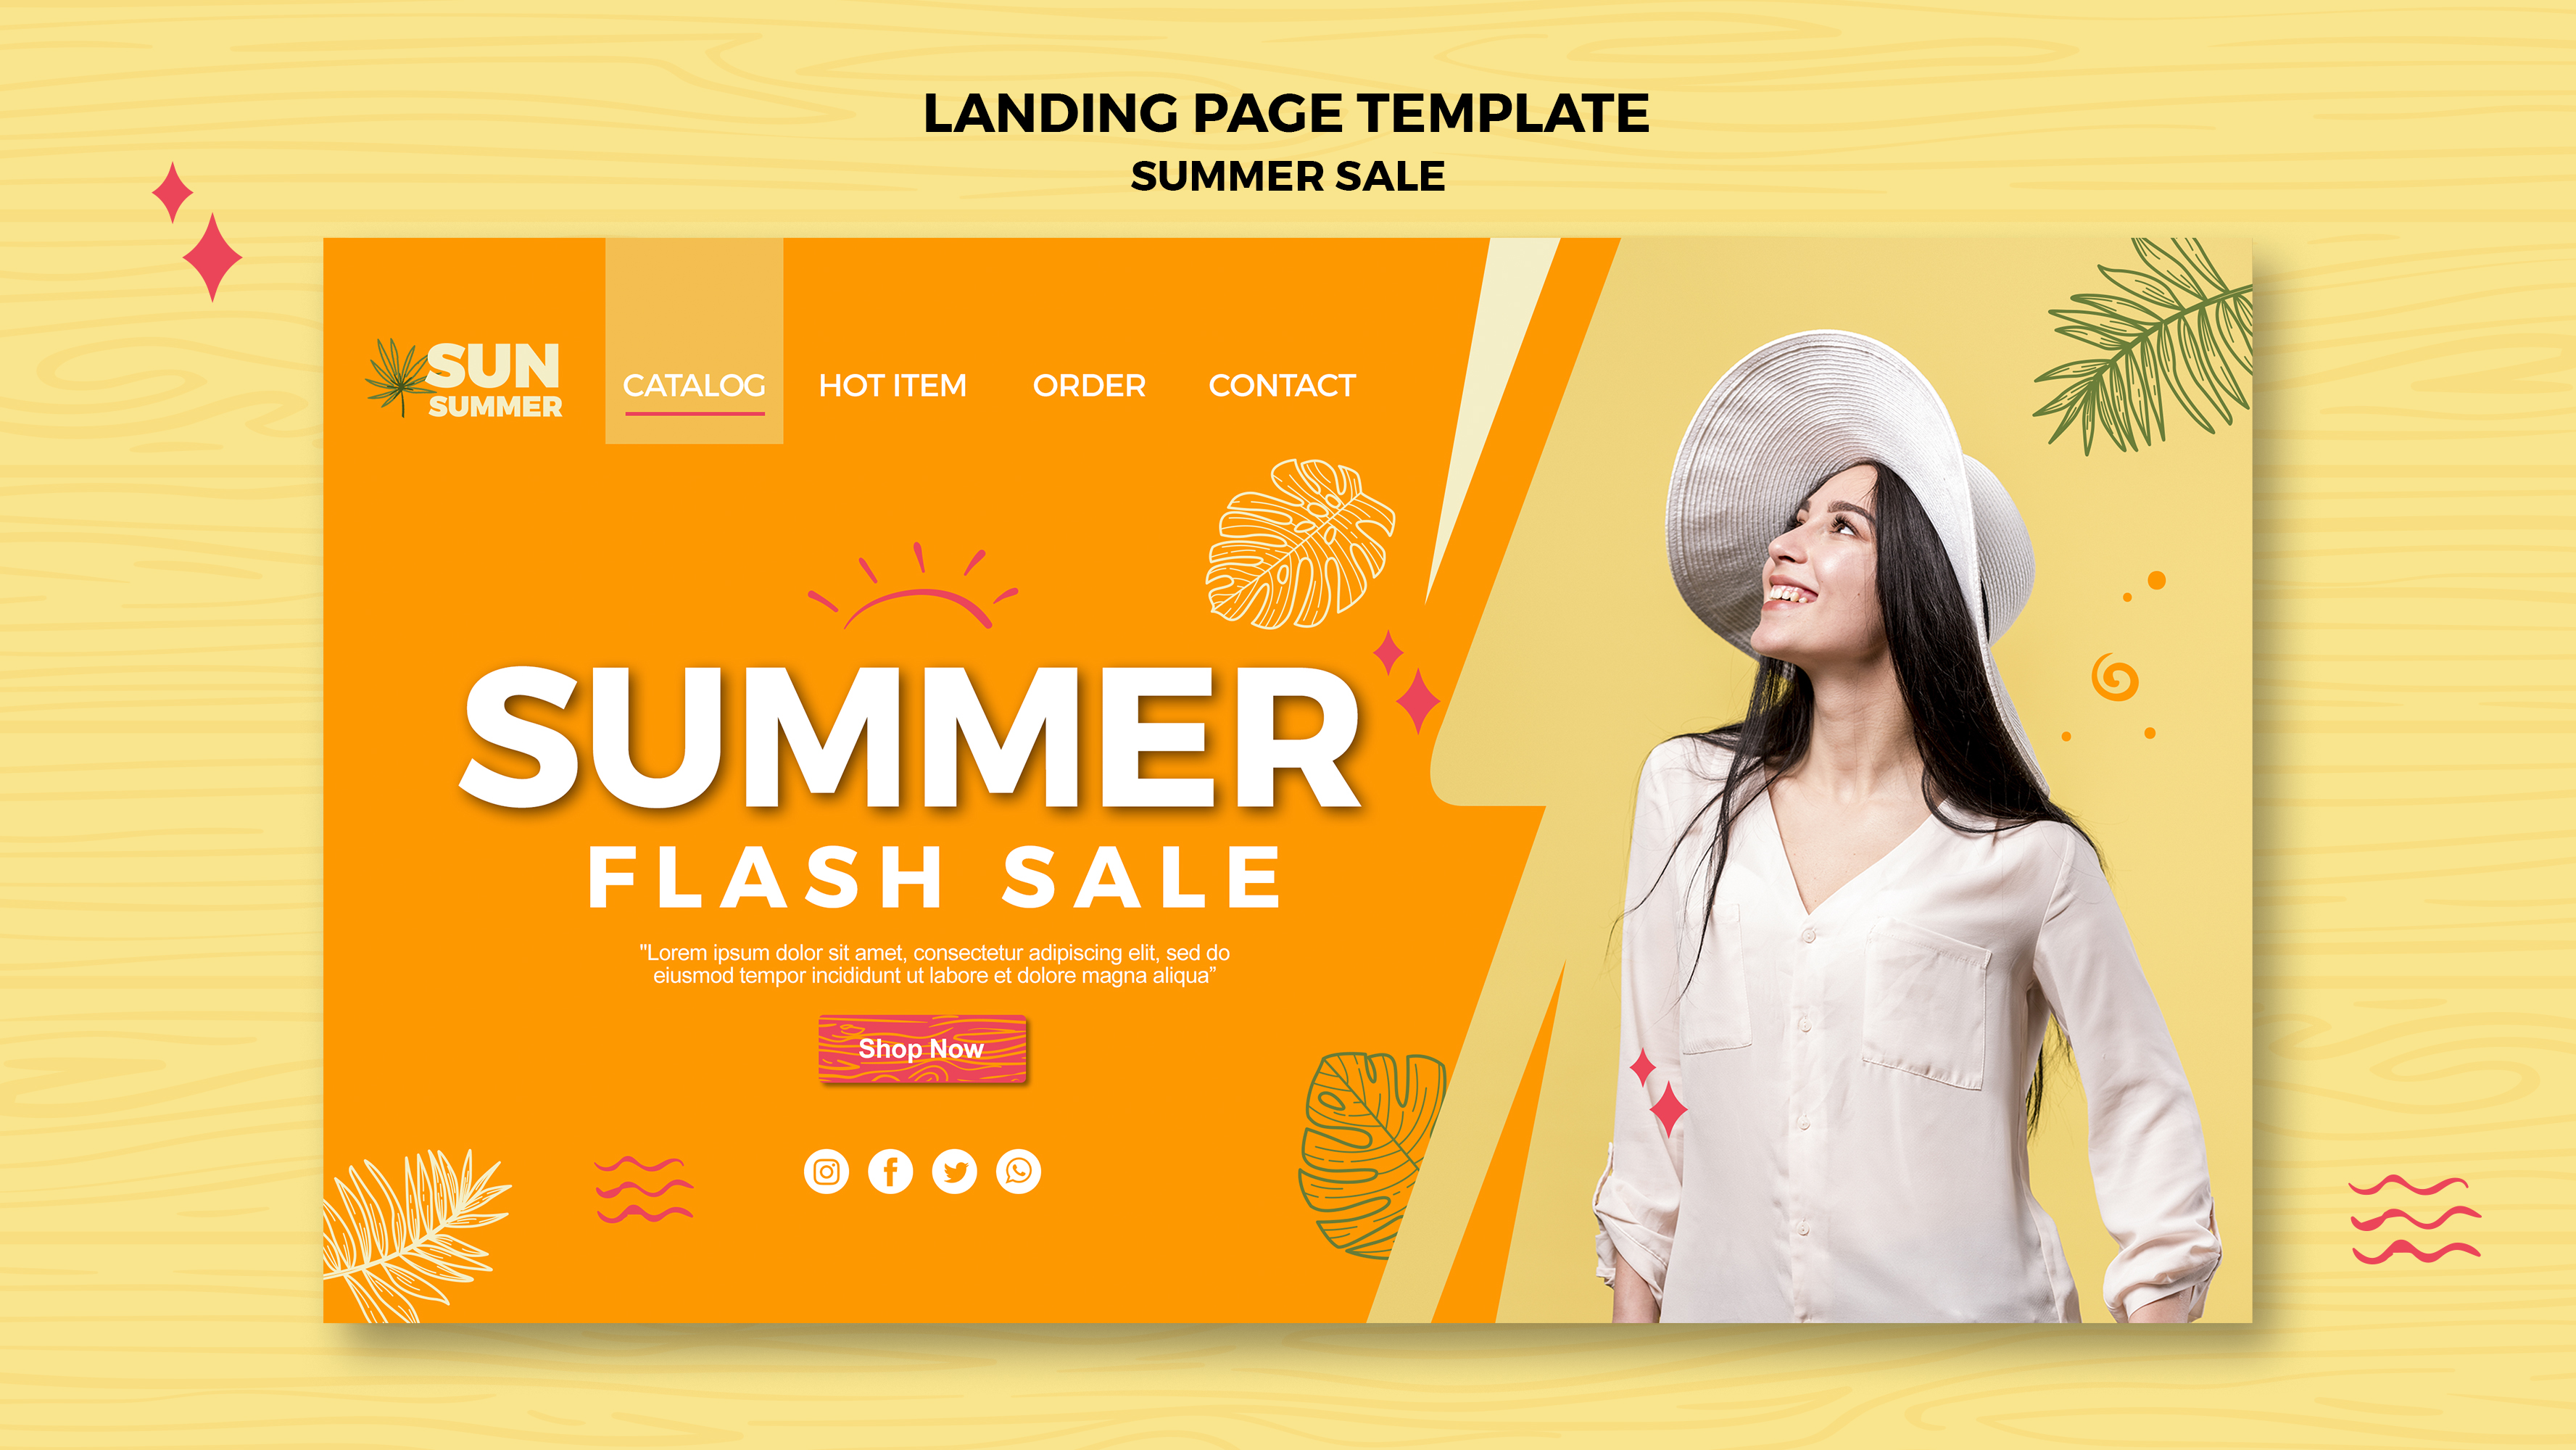 LANDING PAGE TEMPLATE
SUMMER SALE
SUN
SUMMER
CATALOG
HOT ITEM
ORDER
CONTACT
SUMMER
FLASH SALE
"Lorem ipsum dolor sit amet, consectetur adipiscing elit, sed do
eiusmod tempor incididunt ut labore et dolore magna aliqua”
Shop Now